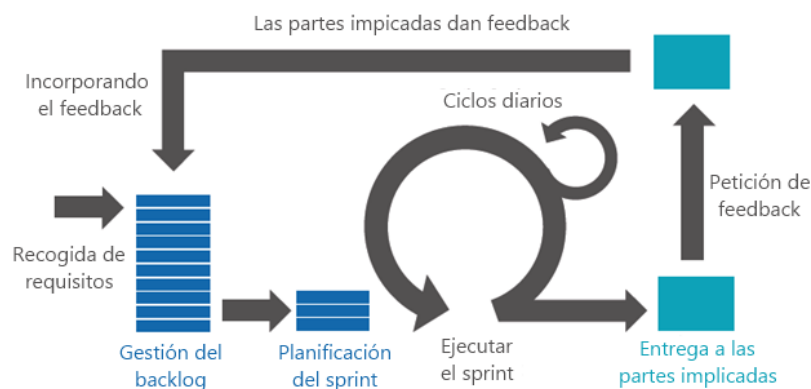 Las partes impicadas dan feedback
Incorporando
el feedback
Ciclos diarios
Petición de
feedback
Recogida de
requisitos
Gestión del
backlog
Planificación
del sprint
Ejecutar
el sprint
Entrega a las
partes implicadas